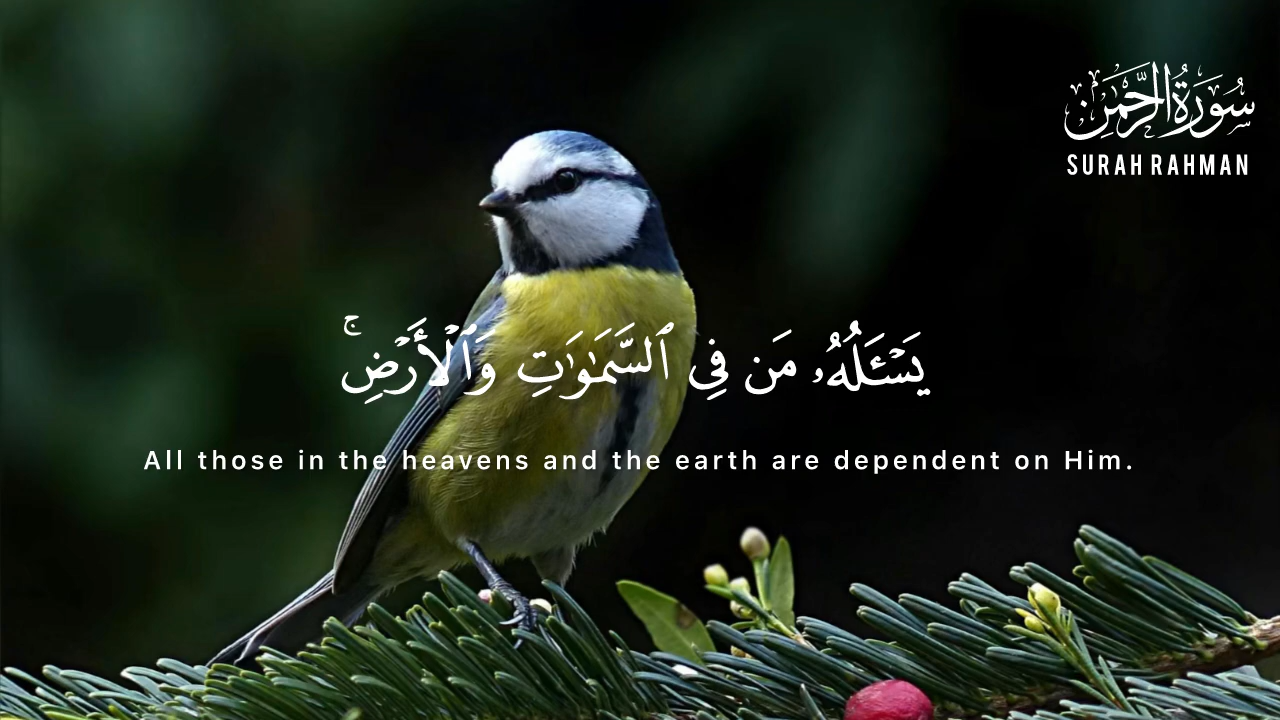 سُورَةُ الرَّحْمٰن
SURAH RAHMAN
يَسْـَٔلُهُۥ مَن فِى ٱلسَّمَـٰوَٰتِ وَٱلْأَرْضِ ۚ
All those in the heavens and the earth are dependent on Him.